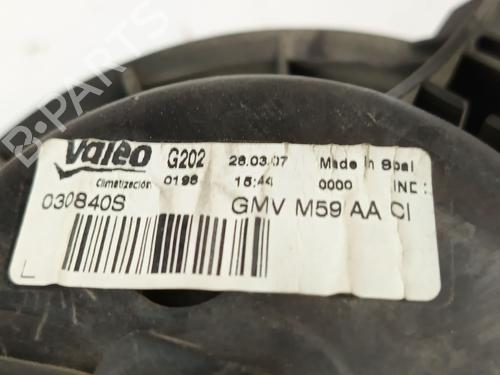 B-PARTS
Valeo G202 26.03.07 Made In Spai
Climatización 0196 15:44 0000 IND:
030840S GMV M59 AA CI